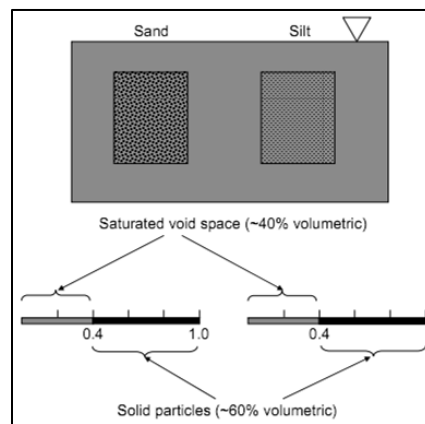 Sand Silt
Saturated void space (~40% volumetric)
0.4 1.0 0.4
Solid particles (~60% volumetric)